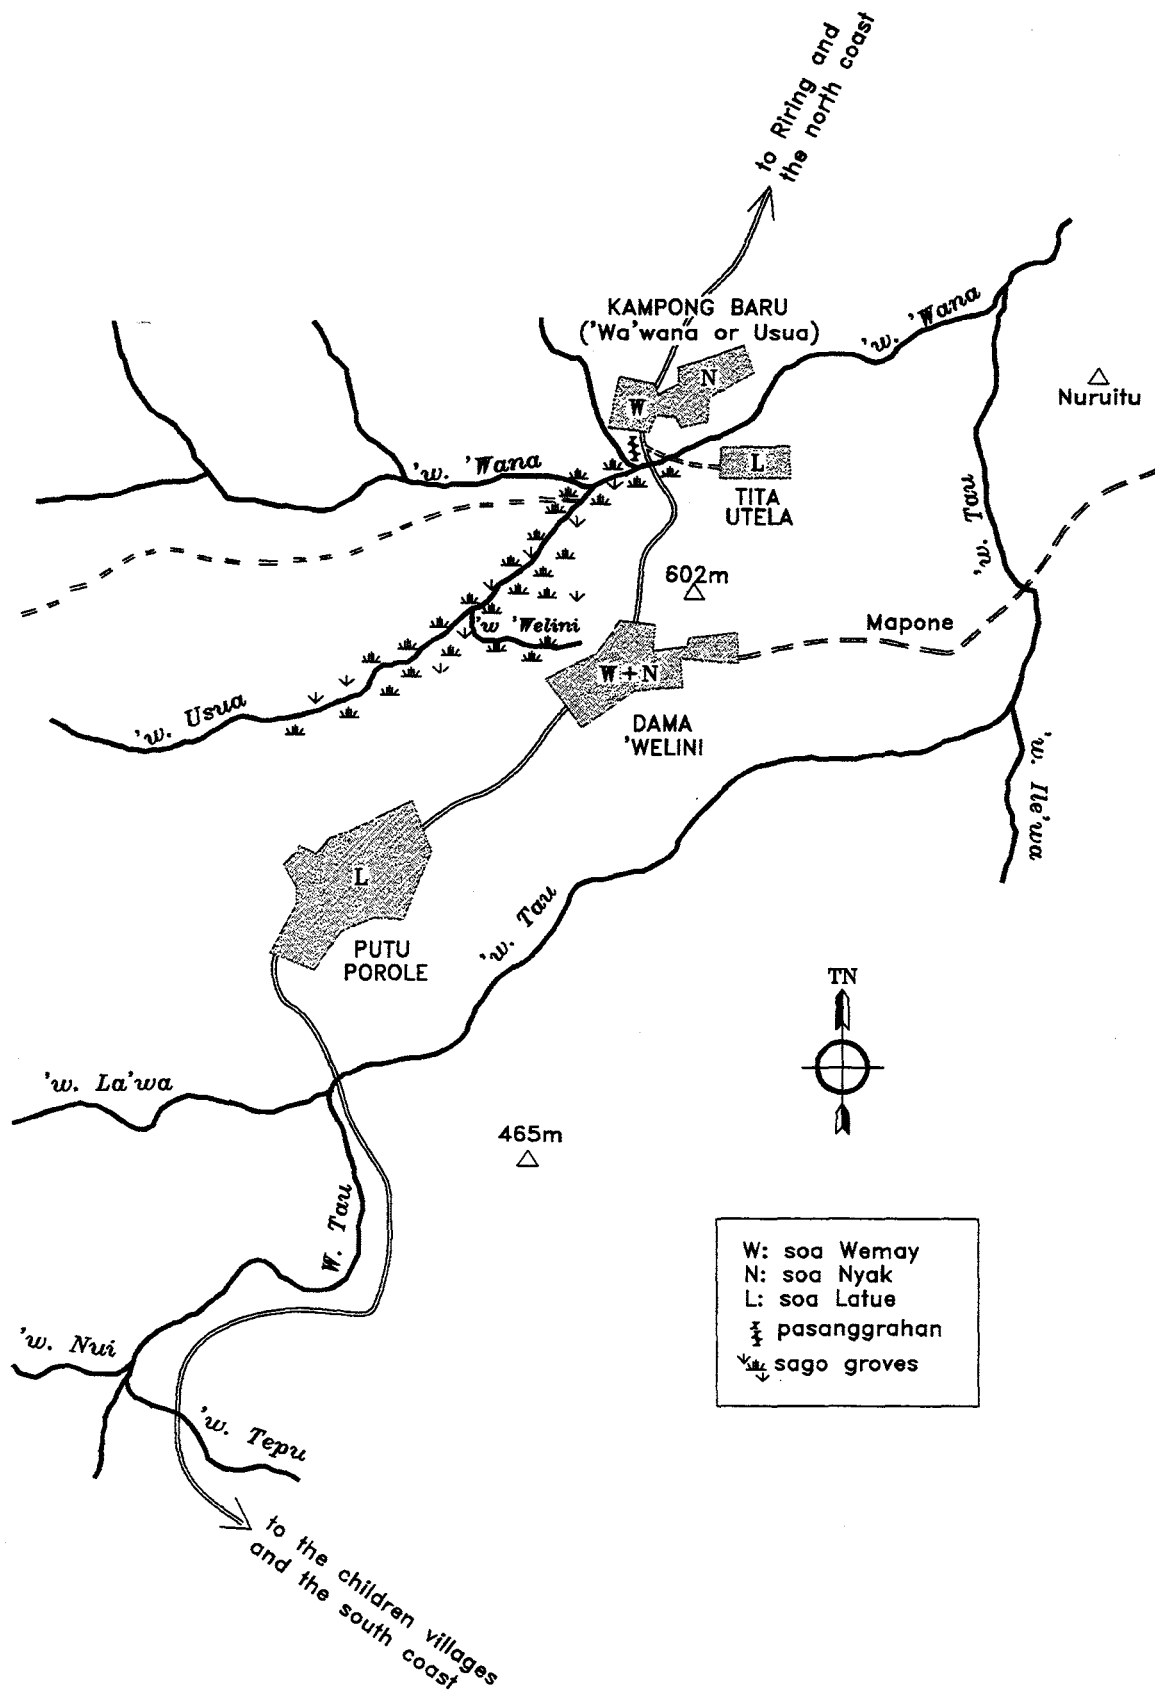 to Riring and
the north coast
KAMPONG BARU
('Wa'wana or Usua)
'w. 'Wana
N
W
Nuruitu
'w. 'Wana
L
TITA
UTELA
'w. Tau
602m
'w 'Welini
Mapone
W+N
'w. Usua
DAMA
'WELINI
'w. Ile'wa
L
'w. Tau
PUTU
POROLE
TN
'w. La'wa
465m
W. Tau
W: soa Wemay
N: soa Nyak
L: soa Latue
pasanggrahan
sago groves
'w. Nui
'w. Tepu
to the children villages
and the south coast